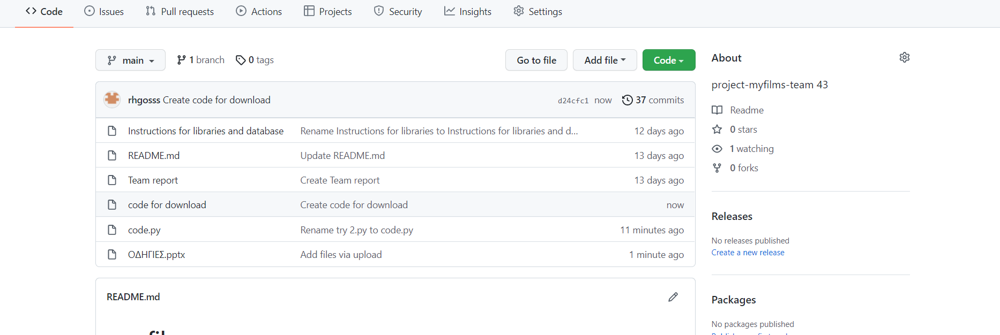 Code Issues Pull requests Actions Projects Security Insights Settings
main 1 branch 0 tags Go to file Add file Code
rhgosss Create code for download d24cfc1 now 37 commits
Instructions for libraries and database Rename Instructions for libraries to Instructions for libraries and d... 12 days ago
README.md Update README.md 13 days ago
Team report Create Team report 13 days ago
code for download Create code for download now
code.py Rename try 2.py to code.py 11 minutes ago
ΟΔΗΓΙΕΣ.pptx Add files via upload 1 minute ago
README.md
About
project-myfilms-team 43
Readme
0 stars
1 watching
0 forks
Releases
No releases published
Create a new release
Packages
No packages published